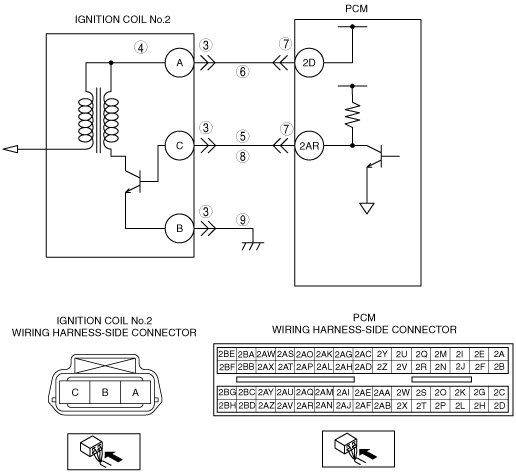 IGNITION COIL No.2
PCM
4
3
7
A
2D
6
3
5
7
C
2AR
8
3
9
B
IGNITION COIL No.2
WIRING HARNESS-SIDE CONNECTOR
PCM
WIRING HARNESS-SIDE CONNECTOR
C B A
2BE 2BA 2AW 2AS 2AO 2AK 2AG 2AC 2Y 2U 2Q 2M 2I 2E 2A
2BF 2BB 2AX 2AT 2AP 2AL 2AH 2AD 2Z 2V 2R 2N 2J 2F 2B
2BG 2BC 2AY 2AU 2AQ 2AM 2AI 2AE 2AA 2W 2S 2O 2K 2G 2C
2BH 2BD 2AZ 2AV 2AR 2AN 2AJ 2AF 2AB 2X 2T 2P 2L 2H 2D